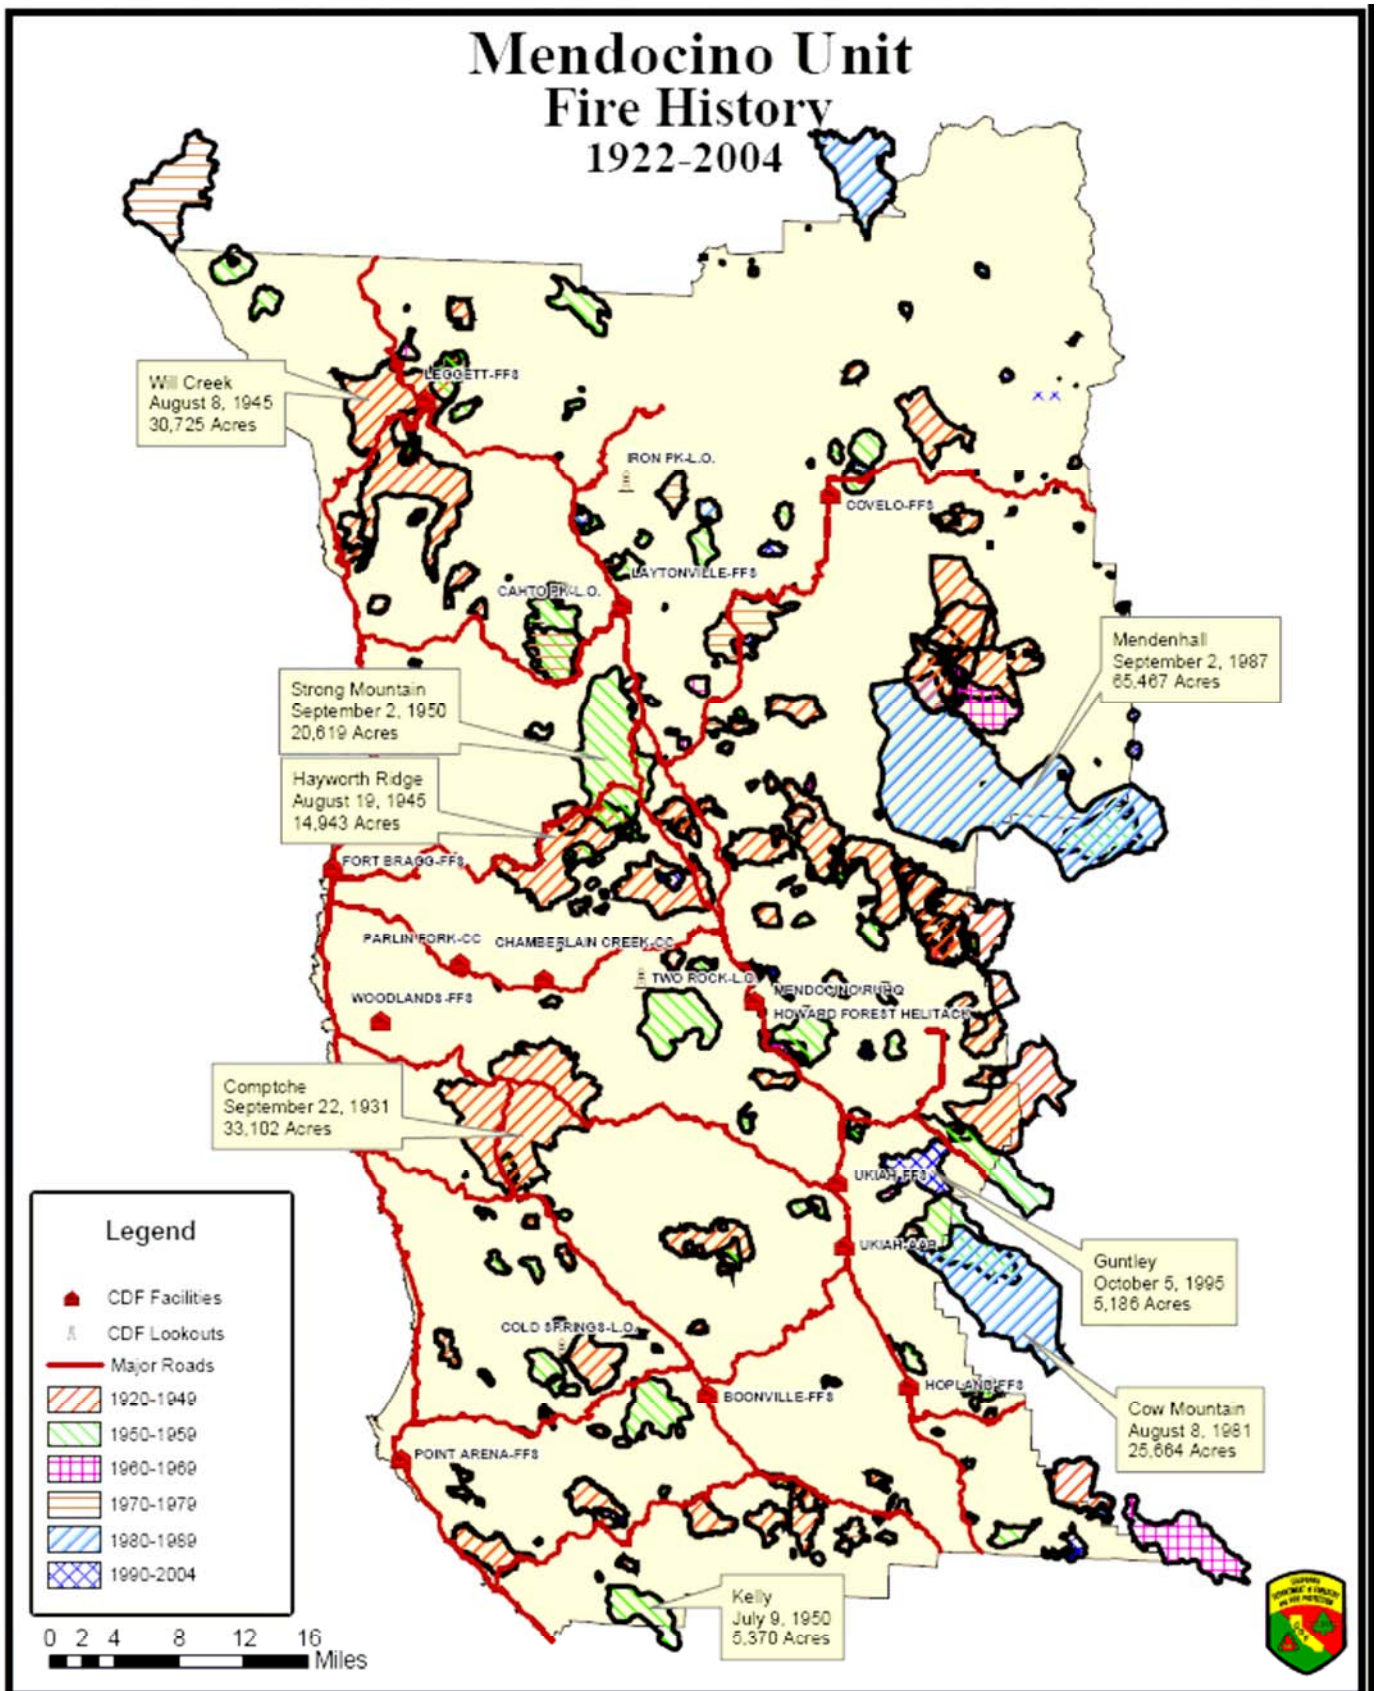 Mendocino Unit
Fire History
1922-2004
Will Creek
August 8, 1945
30,725 Acres
LEGGETT-FFS
IRON PK-L.O.
COVELO-FFS
LAYTONVILLE-FFS
CAHTO PK-L.O.
Mendenhall
September 2, 1987
65,467 Acres
Strong Mountain
September 2, 1950
20,619 Acres
Hayworth Ridge
August 19, 1945
14,943 Acres
FORT BRAGG-FFS
PARLIN FORK-CC
CHAMBERLAIN CREEK-CC
TWO ROCK-L.O.
WOODLANDS-FFS
MENDOCINO RUHQ
HOWARD FOREST HELITACK
Comptche
September 22, 1931
33,102 Acres
UKIAH-FFS
UKIAH-AAB
Guntley
October 5, 1995
5,186 Acres
COLD SPRINGS-L.O.
BOONVILLE-FFS
HOPLAND-FFS
Cow Mountain
August 8, 1981
25,664 Acres
POINT ARENA-FFS
Kelly
July 9, 1950
5,370 Acres
Legend
CDF Facilities
CDF Lookouts
Major Roads
1920-1949
1950-1959
1960-1969
1970-1979
1980-1989
1990-2004
0 2 4 8 12 16
Miles